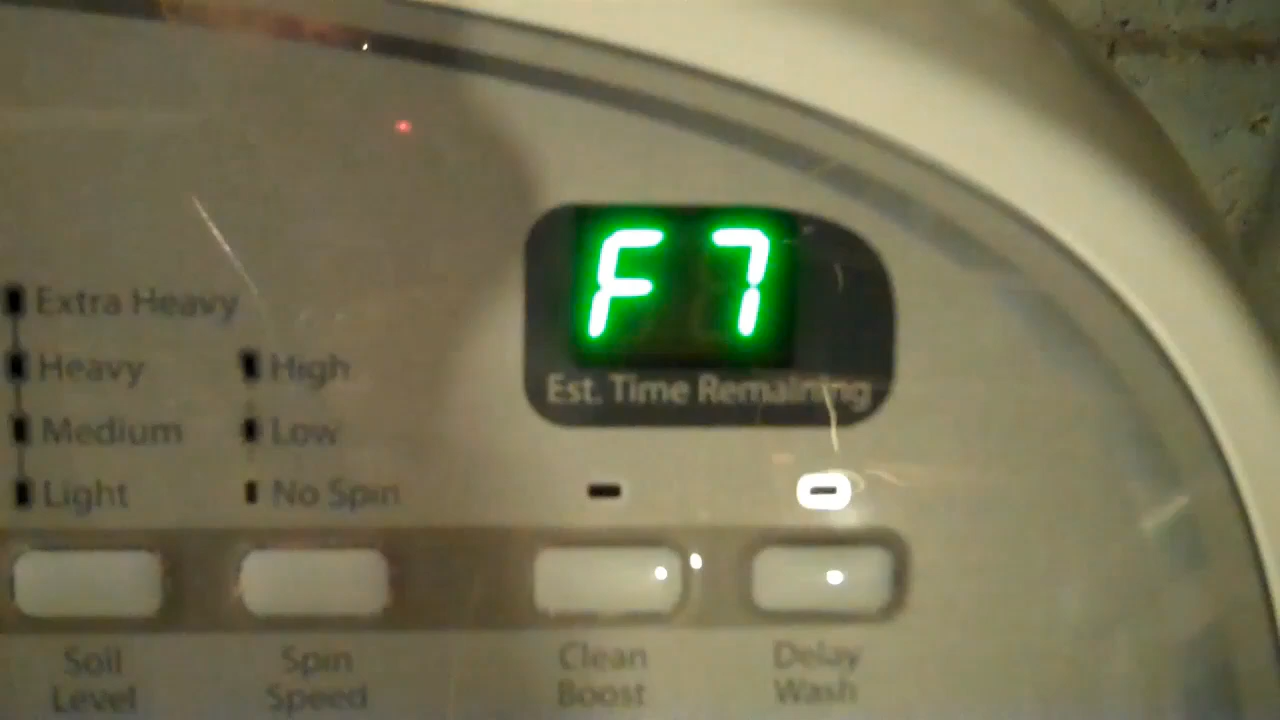 F7
Est. Time Remaining
Extra Heavy
Heavy
High
Medium
Low
Light
No Spin
Soil
Level
Spin
Speed
Clean
Boost
Delay
Wash